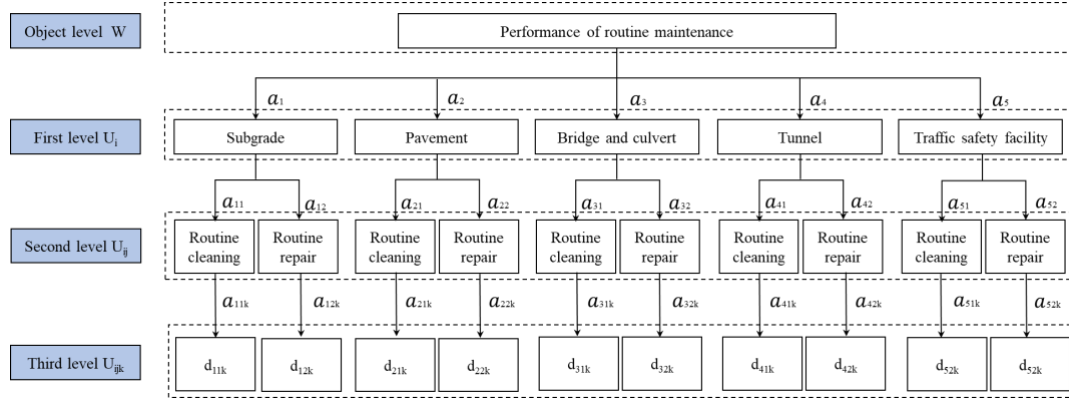 Object level W
Performance of routine maintenance
a₁ a₂ a₃ a₄ a₅
First level Uᵢ
Subgrade
Pavement
Bridge and culvert
Tunnel
Traffic safety facility
a₁₁ a₁₂ a₂₁ a₂₂ a₃₁ a₃₂ a₄₁ a₄₂ a₅₁ a₅₂
Second level Uᵢⱼ
Routine
cleaning
Routine
repair
Routine
cleaning
Routine
repair
Routine
cleaning
Routine
repair
Routine
cleaning
Routine
repair
Routine
cleaning
Routine
repair
a₁₁ₖ a₁₂ₖ a₂₁ₖ a₂₂ₖ a₃₁ₖ a₃₂ₖ a₄₁ₖ a₄₂ₖ a₅₁ₖ a₅₂ₖ
Third level Uᵢⱼₖ
d₁₁ₖ d₁₂ₖ d₂₁ₖ d₂₂ₖ d₃₁ₖ d₃₂ₖ d₄₁ₖ d₄₂ₖ d₅₂ₖ d₅₂ₖ